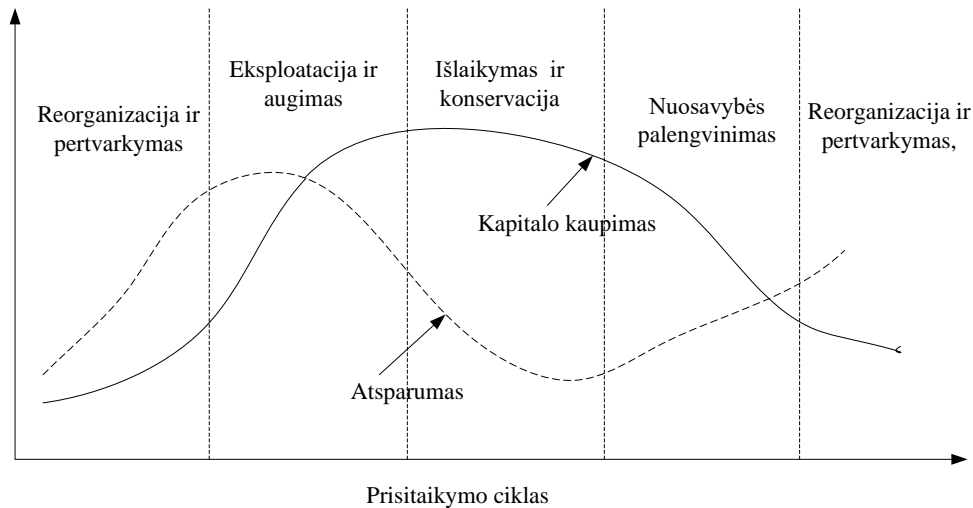 Reorganizacija ir
pertvarkymas
Eksploatacija ir
augimas
Išlaikymas ir
konservacija
Nuosavybės
palengvinimas
Reorganizacija ir
pertvarkymas,
Kapitalo kaupimas
Atsparumas
Prisitaikymo ciklas